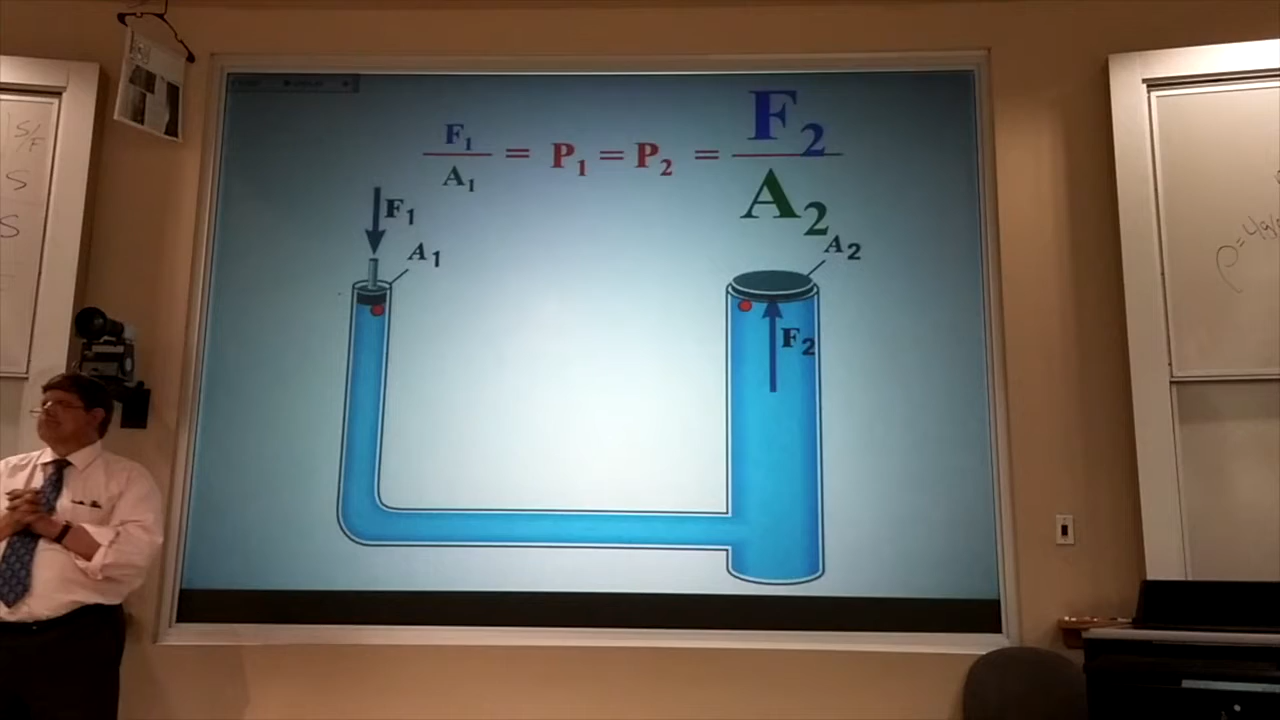 S/F
S
S
F₁/A₁ = P₁ = P₂ = F₂/A₂
F₁
A₁
A₂
F₂